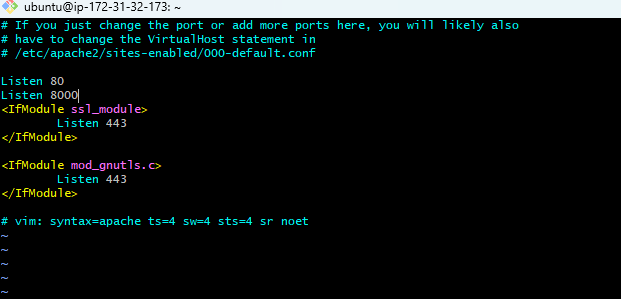 ubuntu@ip-172-31-32-173: ~
# If you just change the port or add more ports here, you will likely also
# have to change the VirtualHost statement in
# /etc/apache2/sites-enabled/000-default.conf
Listen 80
Listen 8000
<IfModule ssl_module>
        Listen 443
</IfModule>
<IfModule mod_gnutls.c>
        Listen 443
</IfModule>
# vim: syntax=apache ts=4 sw=4 sts=4 sr noet
~
~
~
~
~